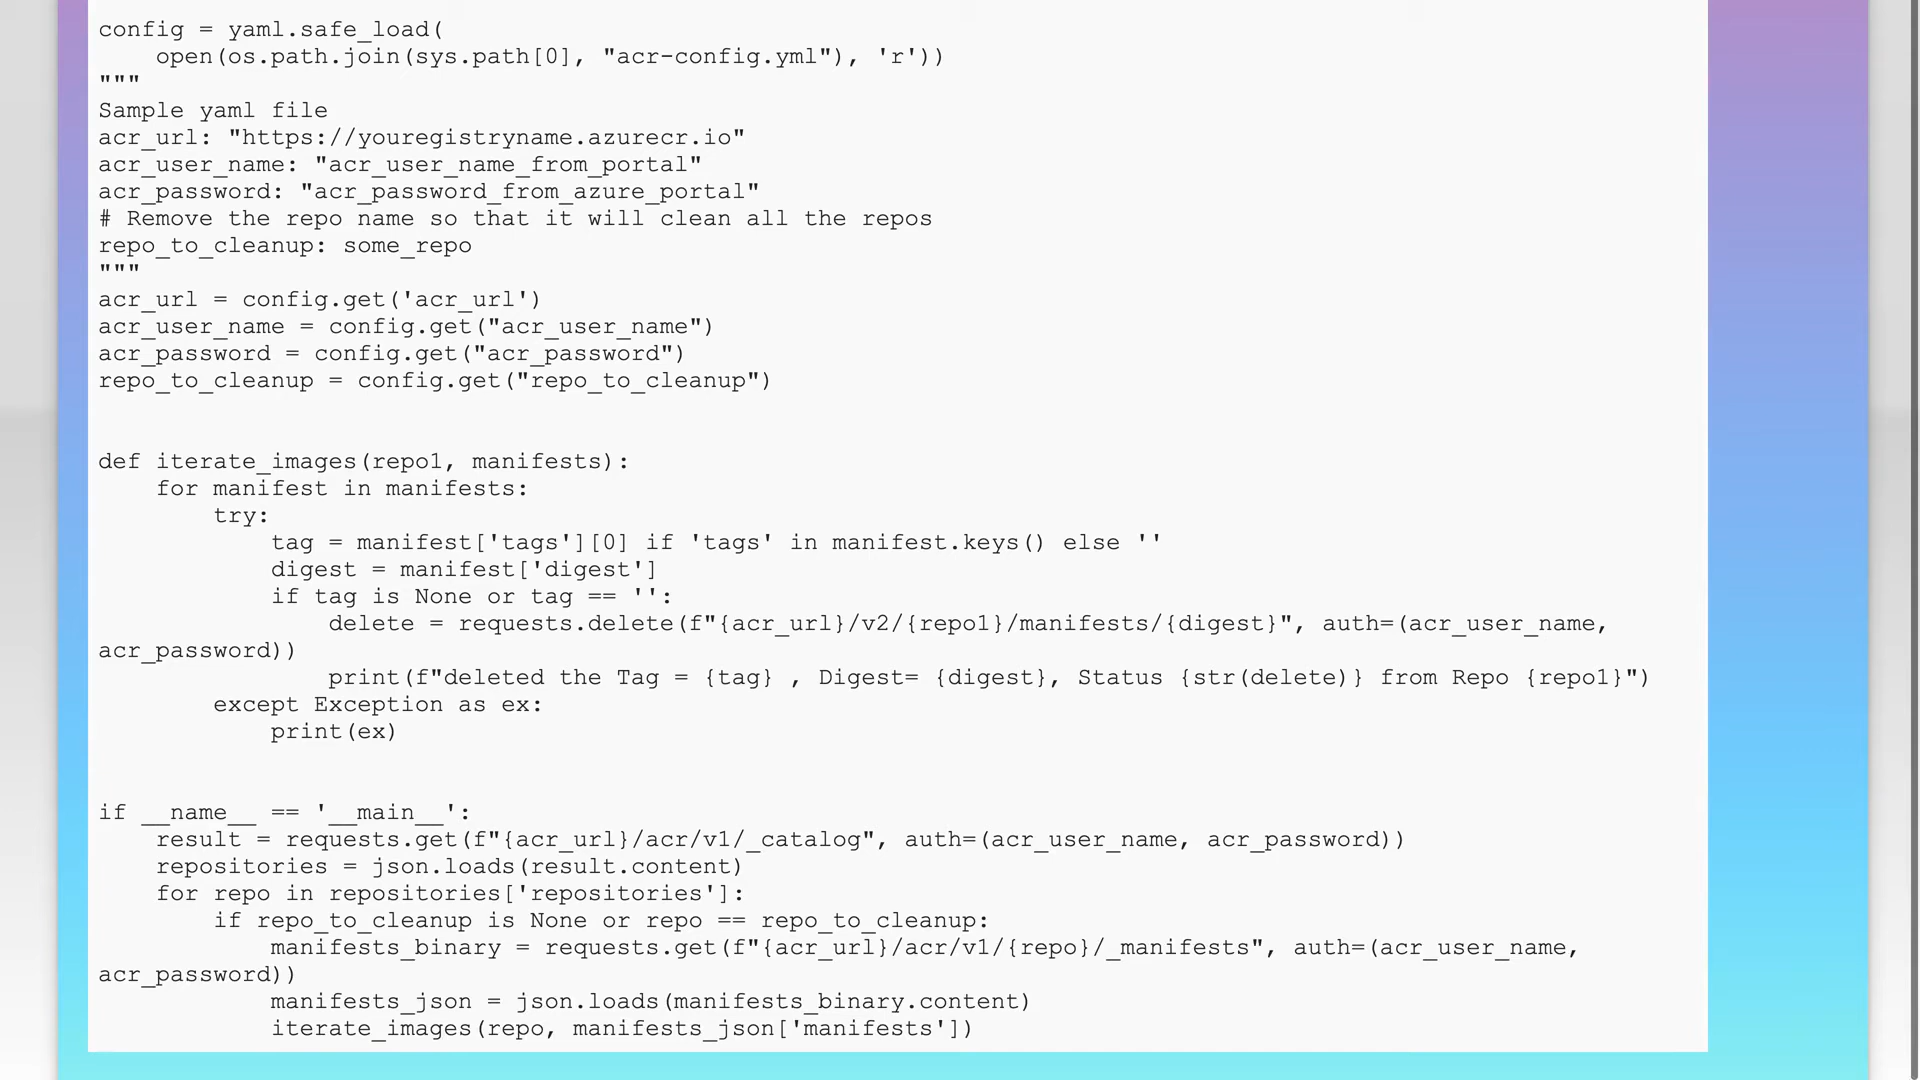 config = yaml.safe_load(
    open(os.path.join(sys.path[0], "acr-config.yml"), 'r'))
"""
Sample yaml file
acr_url: "https://youregistryname.azurecr.io"
acr_user_name: "acr_user_name_from_portal"
acr_password: "acr_password_from_azure_portal"
# Remove the repo name so that it will clean all the repos
repo_to_cleanup: some_repo
"""
acr_url = config.get('acr_url')
acr_user_name = config.get("acr_user_name")
acr_password = config.get("acr_password")
repo_to_cleanup = config.get("repo_to_cleanup")
def iterate_images(repo1, manifests):
    for manifest in manifests:
        try:
            tag = manifest['tags'][0] if 'tags' in manifest.keys() else ''
            digest = manifest['digest']
            if tag is None or tag == '':
                delete = requests.delete(f"{acr_url}/v2/{repo1}/manifests/{digest}", auth=(acr_user_name,
acr_password))
                print(f"deleted the Tag = {tag} , Digest= {digest}, Status {str(delete)} from Repo {repo1}")
        except Exception as ex:
            print(ex)
if __name__ == '__main__':
    result = requests.get(f"{acr_url}/acr/v1/_catalog", auth=(acr_user_name, acr_password))
    repositories = json.loads(result.content)
    for repo in repositories['repositories']:
        if repo_to_cleanup is None or repo == repo_to_cleanup:
            manifests_binary = requests.get(f"{acr_url}/acr/v1/{repo}/_manifests", auth=(acr_user_name,
acr_password))
            manifests_json = json.loads(manifests_binary.content)
            iterate_images(repo, manifests_json['manifests'])